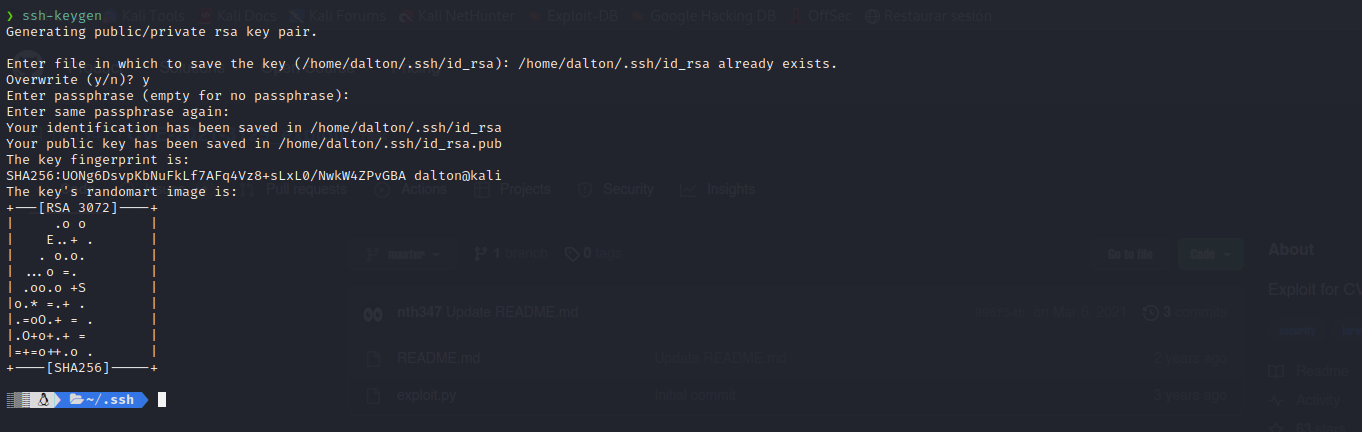 Kali Tools Kali Docs Kali Forums Kali NetHunter Exploit-DB Google Hacking DB OffSec Restaurar sesión
❯ ssh-keygen
Generating public/private rsa key pair.
Enter file in which to save the key (/home/dalton/.ssh/id_rsa): /home/dalton/.ssh/id_rsa already exists.
Overwrite (y/n)? y
Enter passphrase (empty for no passphrase):
Enter same passphrase again:
Your identification has been saved in /home/dalton/.ssh/id_rsa
Your public key has been saved in /home/dalton/.ssh/id_rsa.pub
The key fingerprint is:
SHA256:UONg6DsvpKbNuFkLf7AFq4Vz8+sLxL0/NwkW4ZPvGBA dalton@kali
Pull requests Actions Projects Security Insights
The key's randomart image is:
+---[RSA 3072]----+
|     .o o        |
|    E..+ .       |
|   . o.o.        |
| ...o =.         |
| .oo.o +S        |
|o.* =.+ .        |
|.=oO.+ = .       |
|.O+o+.+ =        |
|=+=o++.o .       |
+----[SHA256]-----+
master 1 branch 0 tags Go to file Code About
Exploit for CV
nth347 Update README.md 3 commits
README.md Update README.md 2 years ago
Readme
~/.ssh
exploit.py Initial commit 3 years ago
Activity